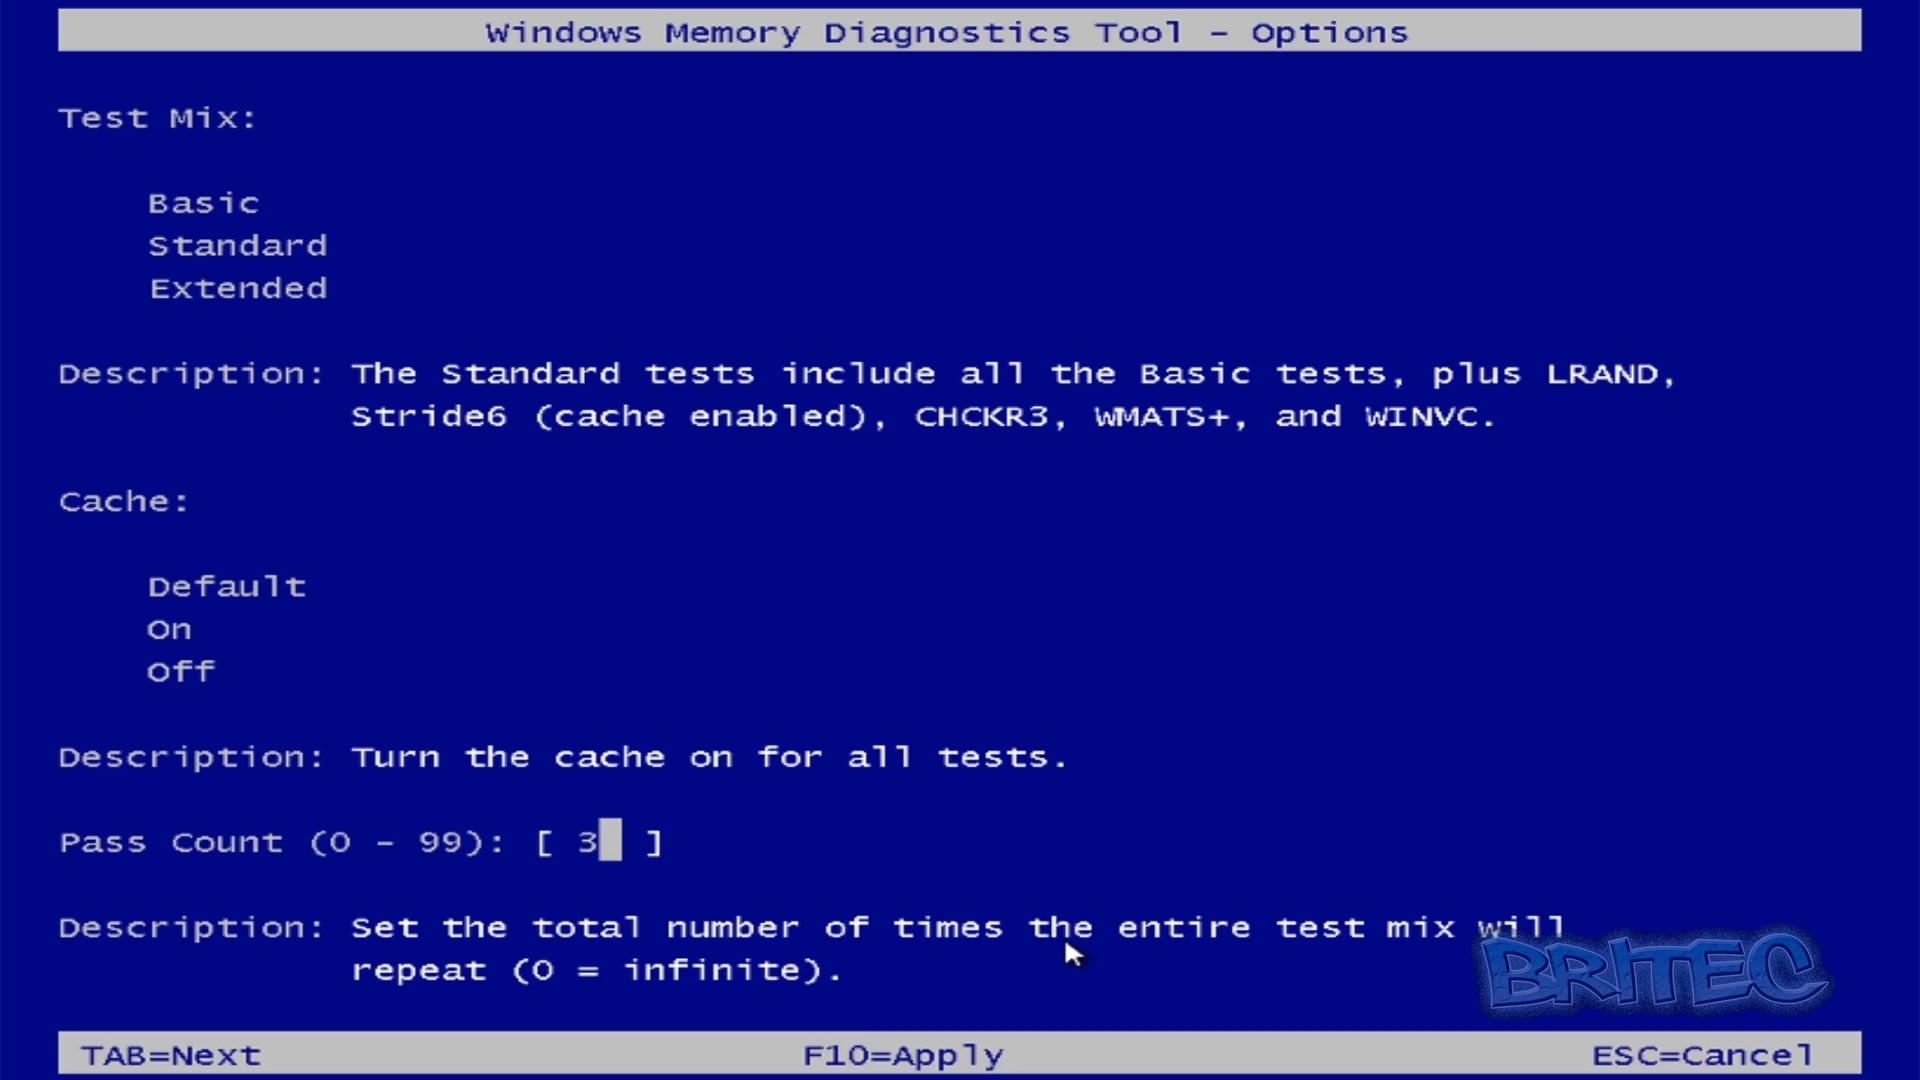 Windows Memory Diagnostics Tool - Options
Test Mix:
Basic
Standard
Extended
Description: The Standard tests include all the Basic tests, plus LRAND,
Stride6 (cache enabled), CHCKR3, WMATS+, and WINVC.
Cache:
Default
On
Off
Description: Turn the cache on for all tests.
Pass Count (0 - 99): [ 3 ]
Description: Set the total number of times the entire test mix will
repeat (0 = infinite).
BRITEC
TAB=Next F10=Apply ESC=Cancel